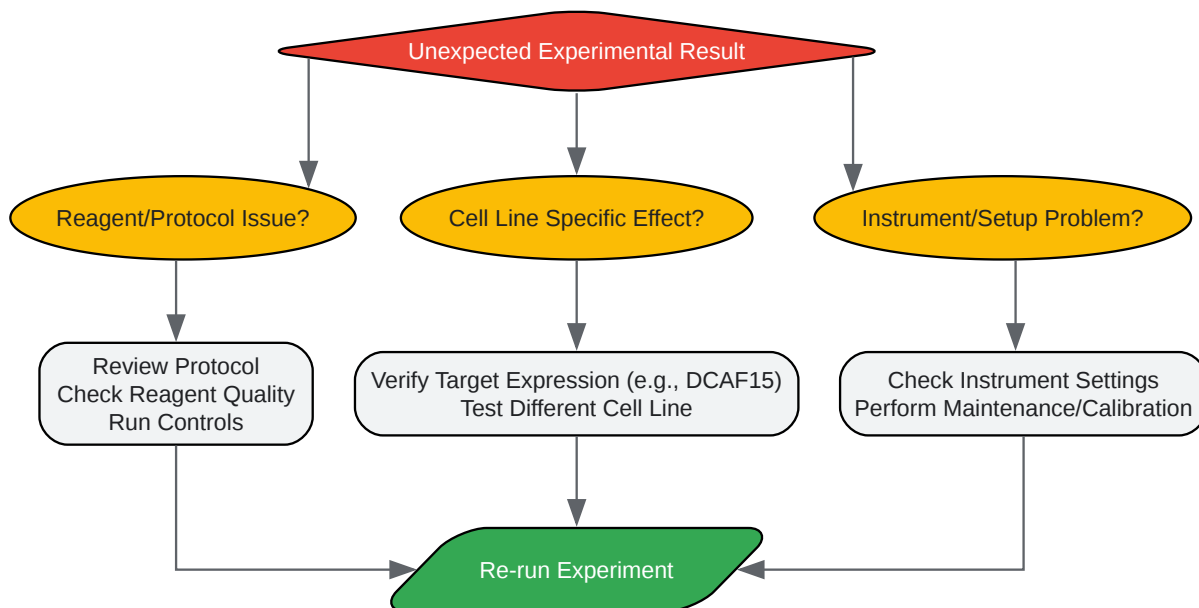 Unexpected Experimental Result
Reagent/Protocol Issue?
Cell Line Specific Effect?
Instrument/Setup Problem?
Review Protocol
Check Reagent Quality
Run Controls
Verify Target Expression (e.g., DCAF15)
Test Different Cell Line
Check Instrument Settings
Perform Maintenance/Calibration
Re-run Experiment